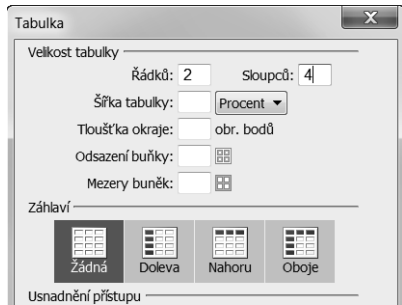 Tabulka
Velikost tabulky
Řádků: 2 Sloupců: 4
Šířka tabulky: Procent
Tloušťka okraje: obr. bodů
Odsazení buňky:
Mezery buněk:
Záhlaví
Žádná Doleva Nahoru Oboje
Usnadnění přístupu